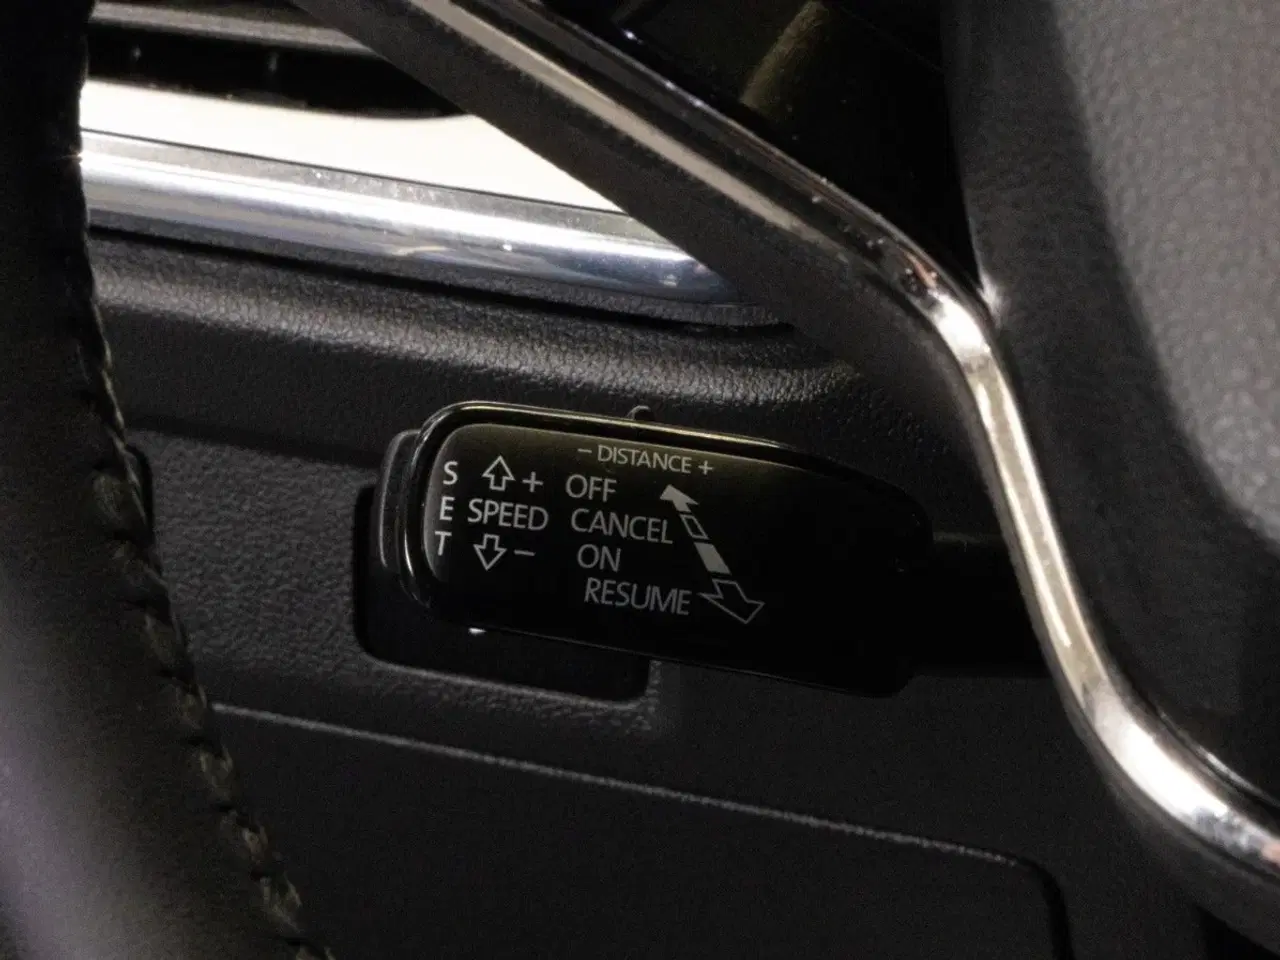 − DISTANCE +
S + OFF
E SPEED CANCEL
T − ON
RESUME